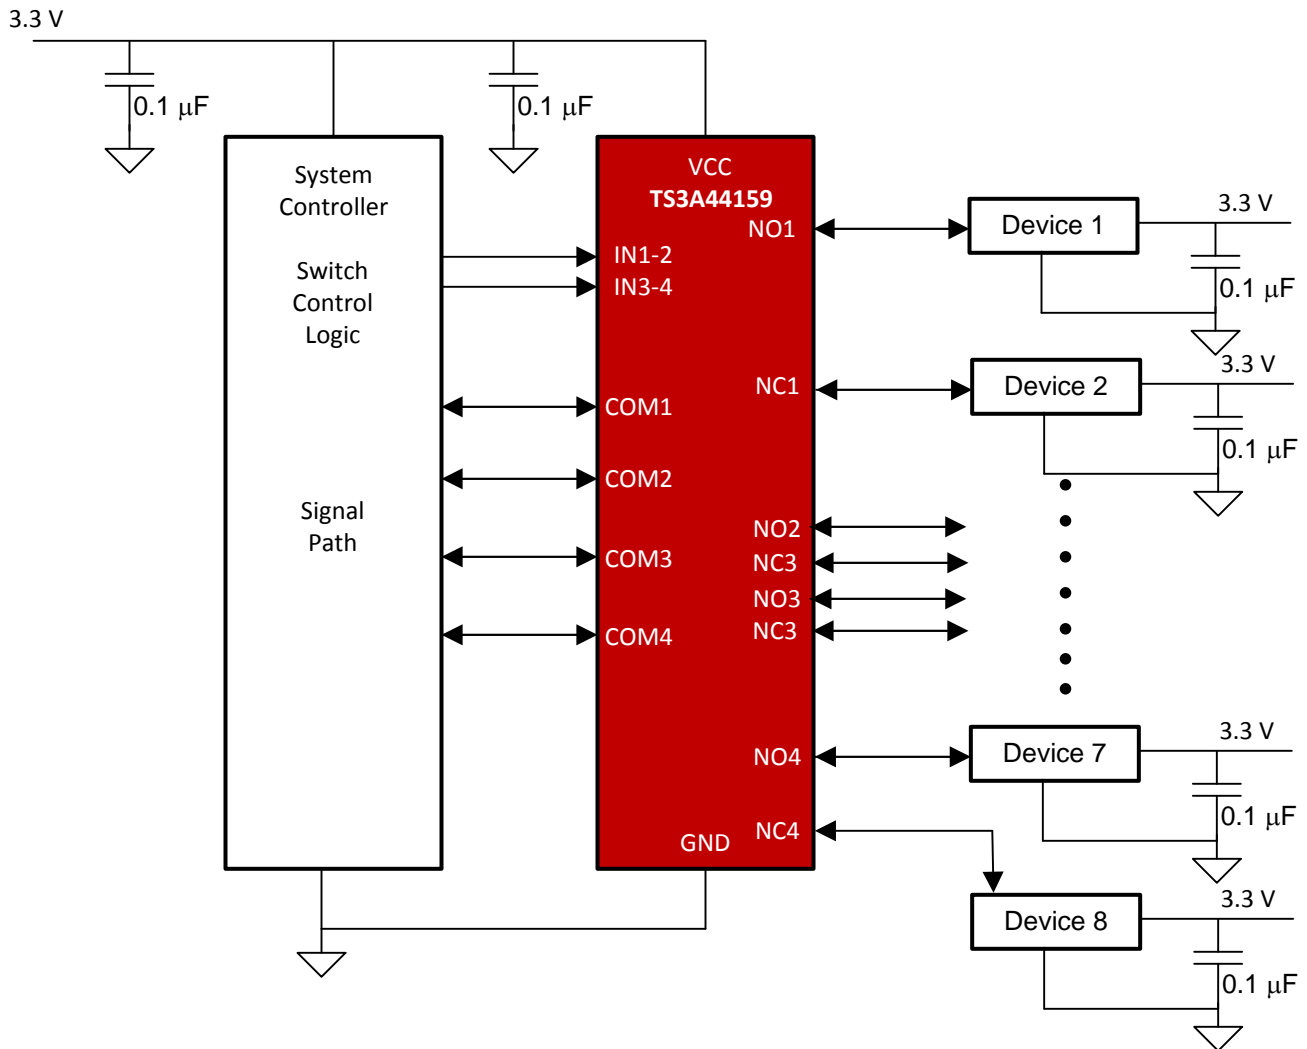 3.3 V
0.1 μF
0.1 μF
System
Controller
Switch
Control
Logic
Signal
Path
VCC
TS3A44159
IN1-2
IN3-4
COM1
COM2
COM3
COM4
NO1
NC1
NO2
NC3
NO3
NC3
NO4
NC4
GND
Device 1
3.3 V
0.1 μF
Device 2
3.3 V
0.1 μF
Device 7
3.3 V
0.1 μF
Device 8
3.3 V
0.1 μF